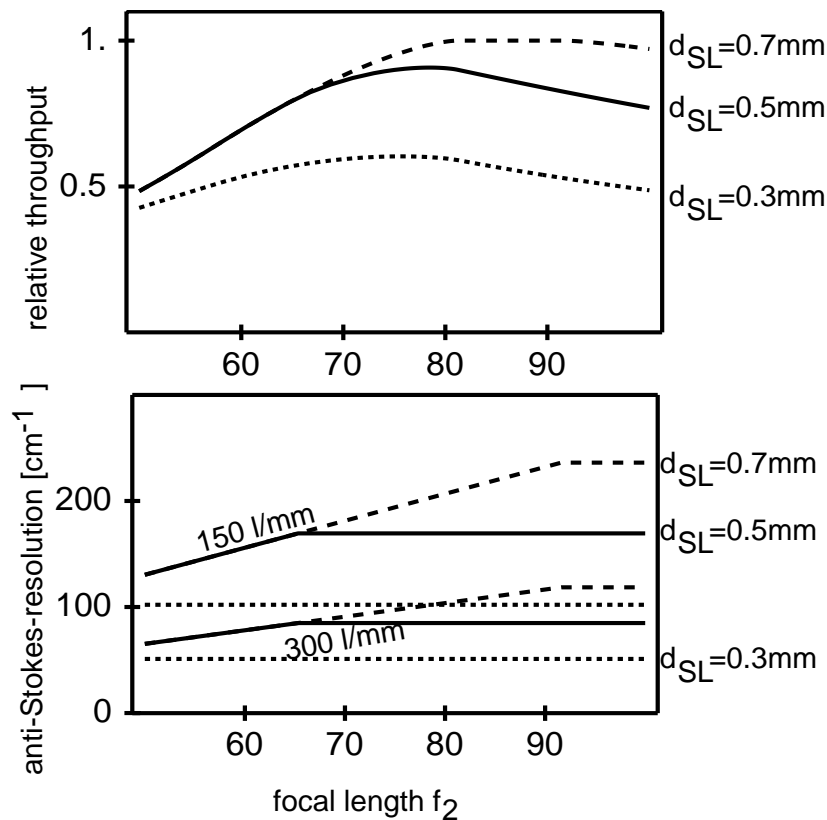 relative throughput
1.
0.5
d_SL=0.7mm
d_SL=0.5mm
d_SL=0.3mm
60 70 80 90
anti-Stokes-resolution [cm^-1 ]
200
100
0
150 l/mm
300 l/mm
d_SL=0.7mm
d_SL=0.5mm
d_SL=0.3mm
60 70 80 90
focal length f_2